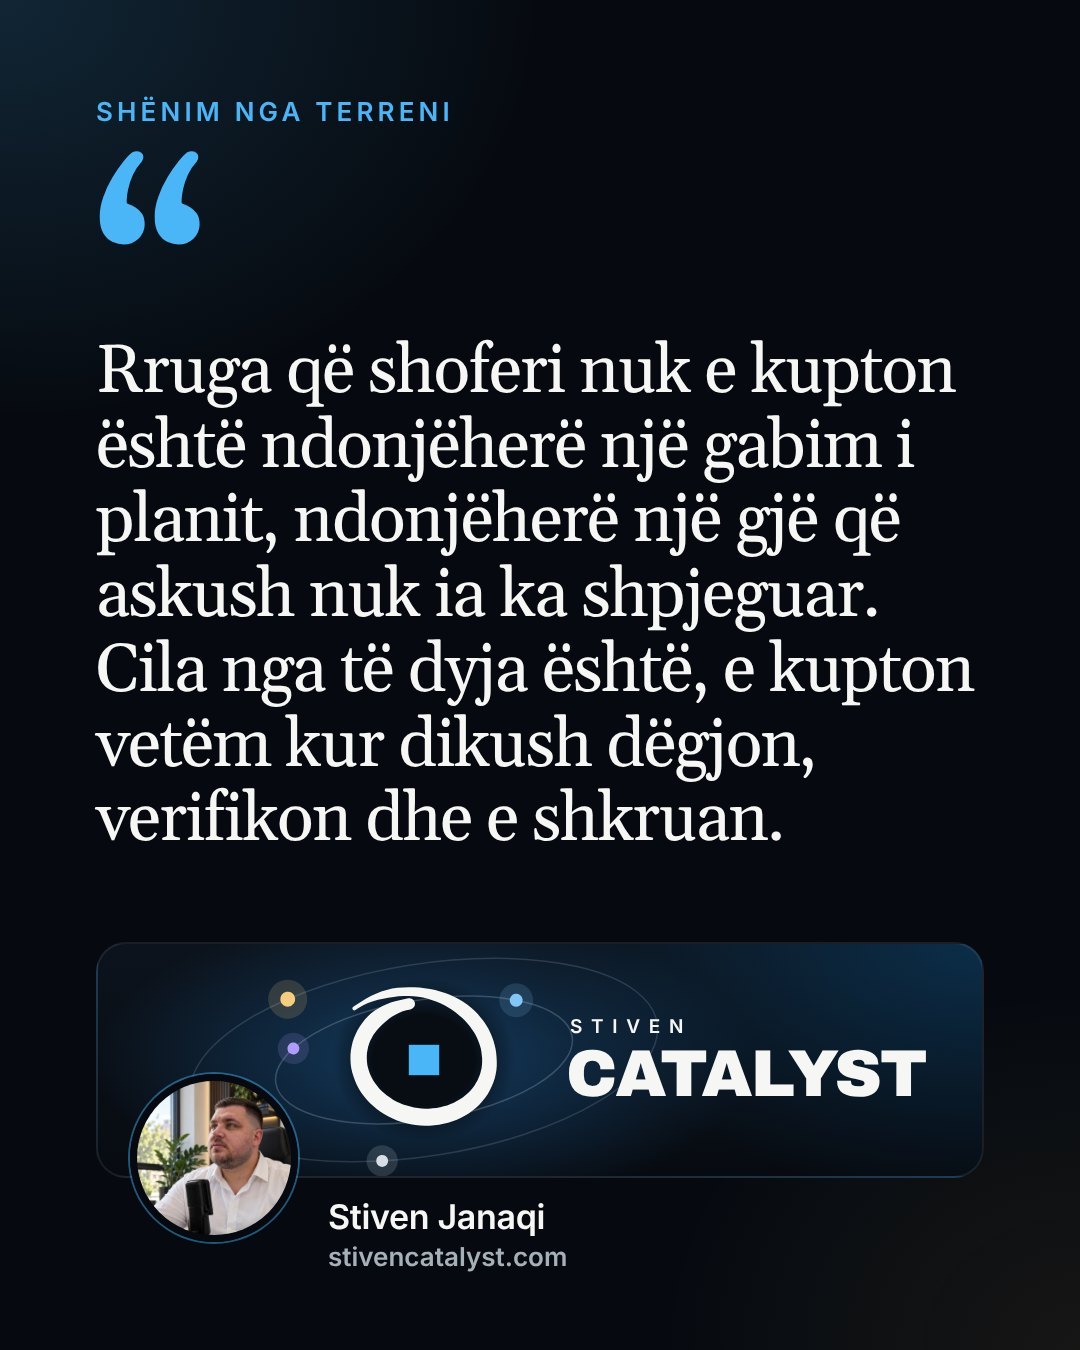 SHËNIM NGA TERRENI
“
Rruga që shoferi nuk e kupton
është ndonjëherë një gabim i
planit, ndonjëherë një gjë që
askush nuk ia ka shpjeguar.
Cila nga të dyja është, e kupton
vetëm kur dikush dëgjon,
verifikon dhe e shkruan.
STIVEN
CATALYST
Stiven Janaqi
stivencatalyst.com